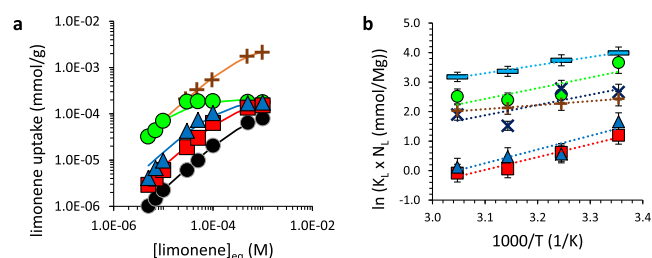 a
limonene uptake (mmol/g)
1.0E-02
1.0E-03
1.0E-04
1.0E-05
1.0E-06
1.0E-06 1.0E-04 1.0E-02
[limonene]eq (M)
b
ln (KL x NL (mmol/Mg))
5.0
4.0
3.0
2.0
1.0
0.0
-1.0
3.0 3.1 3.2 3.3 3.4
1000/T (1/K)